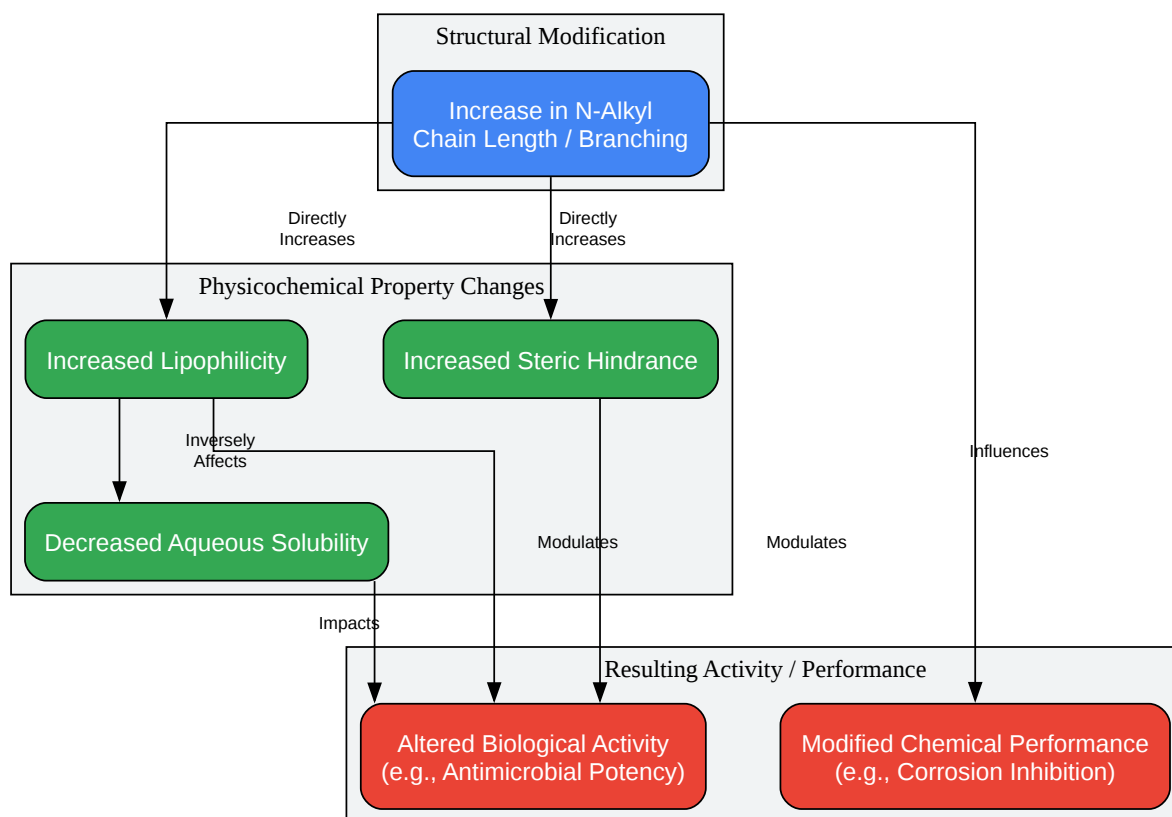 Structural Modification
Increase in N-Alkyl
Chain Length / Branching
Directly
Increases
Directly
Increases
Physicochemical Property Changes
Increased Lipophilicity
Increased Steric Hindrance
Inversely
Affects
Influences
Decreased Aqueous Solubility
Modulates
Modulates
Impacts
Resulting Activity / Performance
Altered Biological Activity
(e.g., Antimicrobial Potency)
Modified Chemical Performance
(e.g., Corrosion Inhibition)